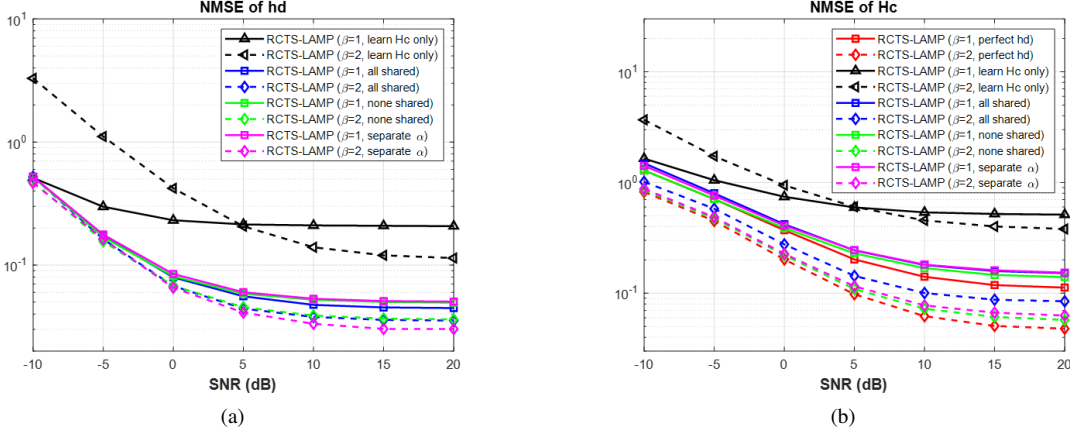 NMSE of hd
10^1
10^0
10^-1
RCTS-LAMP (β=1, learn Hc only)
RCTS-LAMP (β=2, learn Hc only)
RCTS-LAMP (β=1, all shared)
RCTS-LAMP (β=2, all shared)
RCTS-LAMP (β=1, none shared)
RCTS-LAMP (β=2, none shared)
RCTS-LAMP (β=1, separate α)
RCTS-LAMP (β=2, separate α)
-10 -5 0 5 10 15 20
SNR (dB)
(a)
NMSE of Hc
10^1
10^0
10^-1
RCTS-LAMP (β=1, perfect hd)
RCTS-LAMP (β=2, perfect hd)
RCTS-LAMP (β=1, learn Hc only)
RCTS-LAMP (β=2, learn Hc only)
RCTS-LAMP (β=1, all shared)
RCTS-LAMP (β=2, all shared)
RCTS-LAMP (β=1, none shared)
RCTS-LAMP (β=2, none shared)
RCTS-LAMP (β=1, separate α)
RCTS-LAMP (β=2, separate α)
-10 -5 0 5 10 15 20
SNR (dB)
(b)